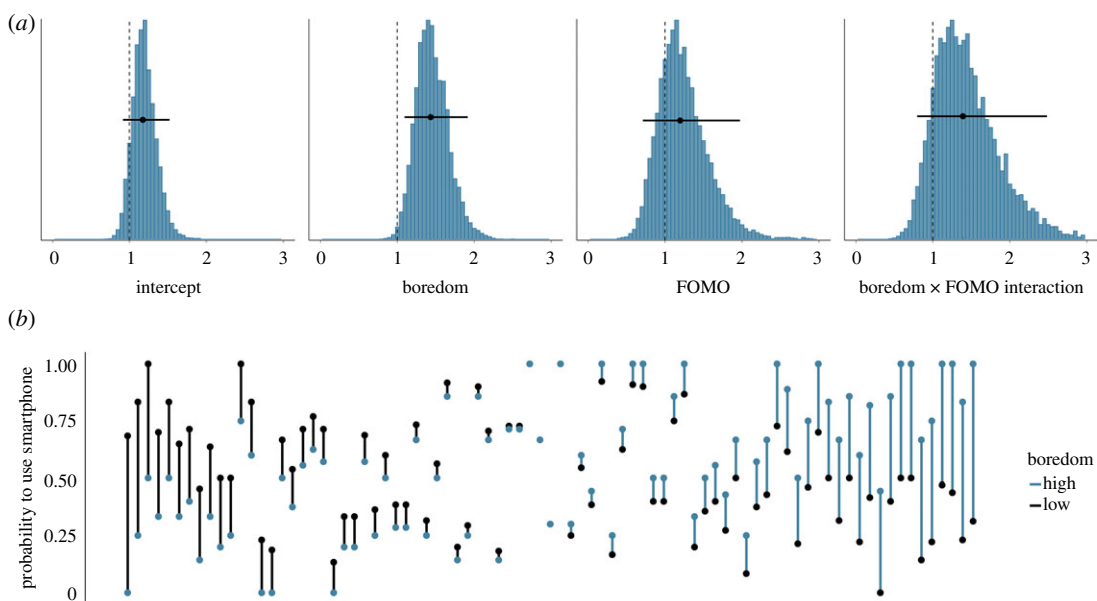 (a)
0 1 2 3 0 1 2 3 0 1 2 3 0 1 2 3
intercept boredom FOMO boredom × FOMO interaction
(b)
probability to use smartphone
1.00
0.75
0.50
0.25
0
boredom
high
low